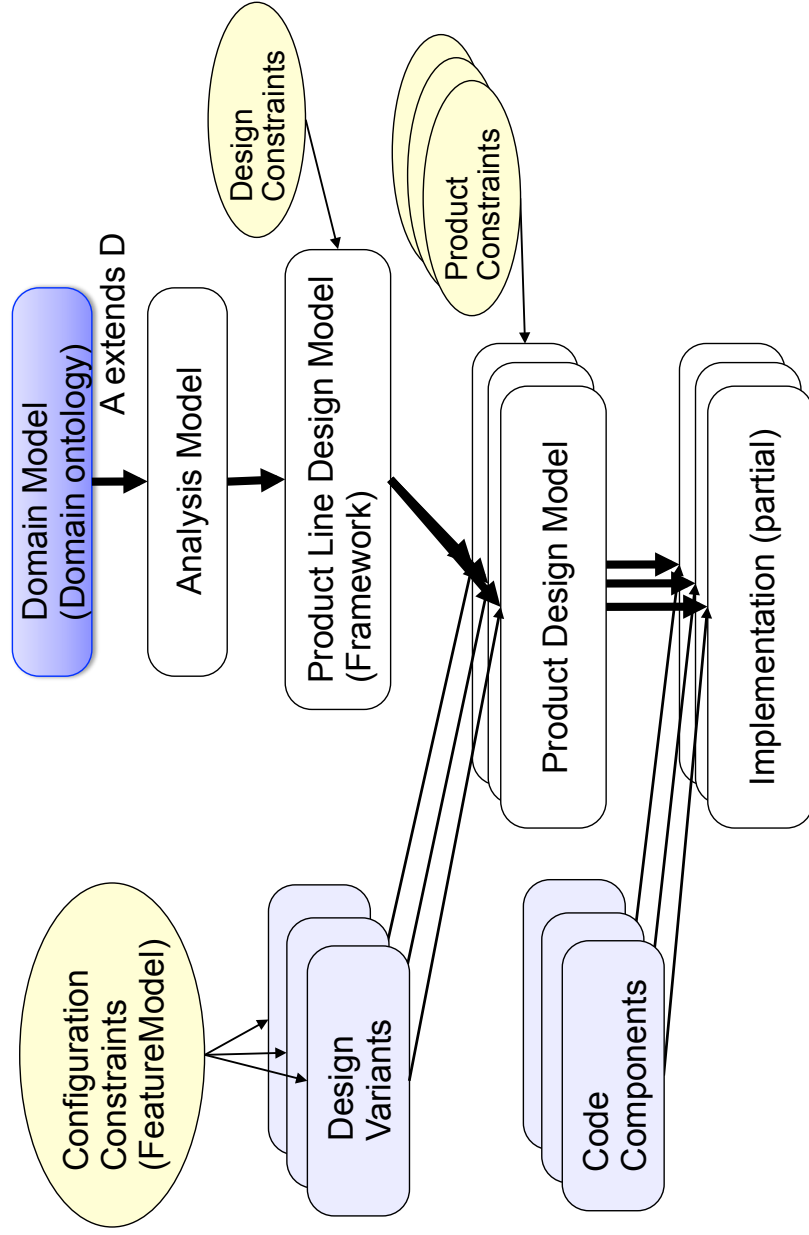 Domain Model
(Domain ontology)
A extends D
Analysis Model
Design
Constraints
Product Line Design Model
(Framework)
Configuration
Constraints
(FeatureModel)
Product
Constraints
Design
Variants
Product Design Model
Code
Components
Implementation (partial)